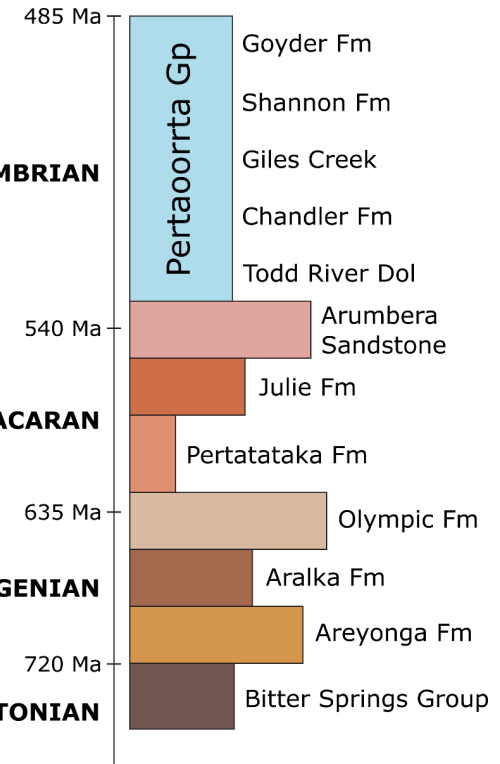 485 Ma
Goyder Fm
Pertaoorrta Gp
Shannon Fm
Giles Creek
MBRIAN
Chandler Fm
Todd River Dol
Arumbera
540 Ma
Sandstone
Julie Fm
ACARAN
Pertatataka Fm
635 Ma
Olympic Fm
Aralka Fm
GENIAN
Areyonga Fm
720 Ma
Bitter Springs Group
TONIAN